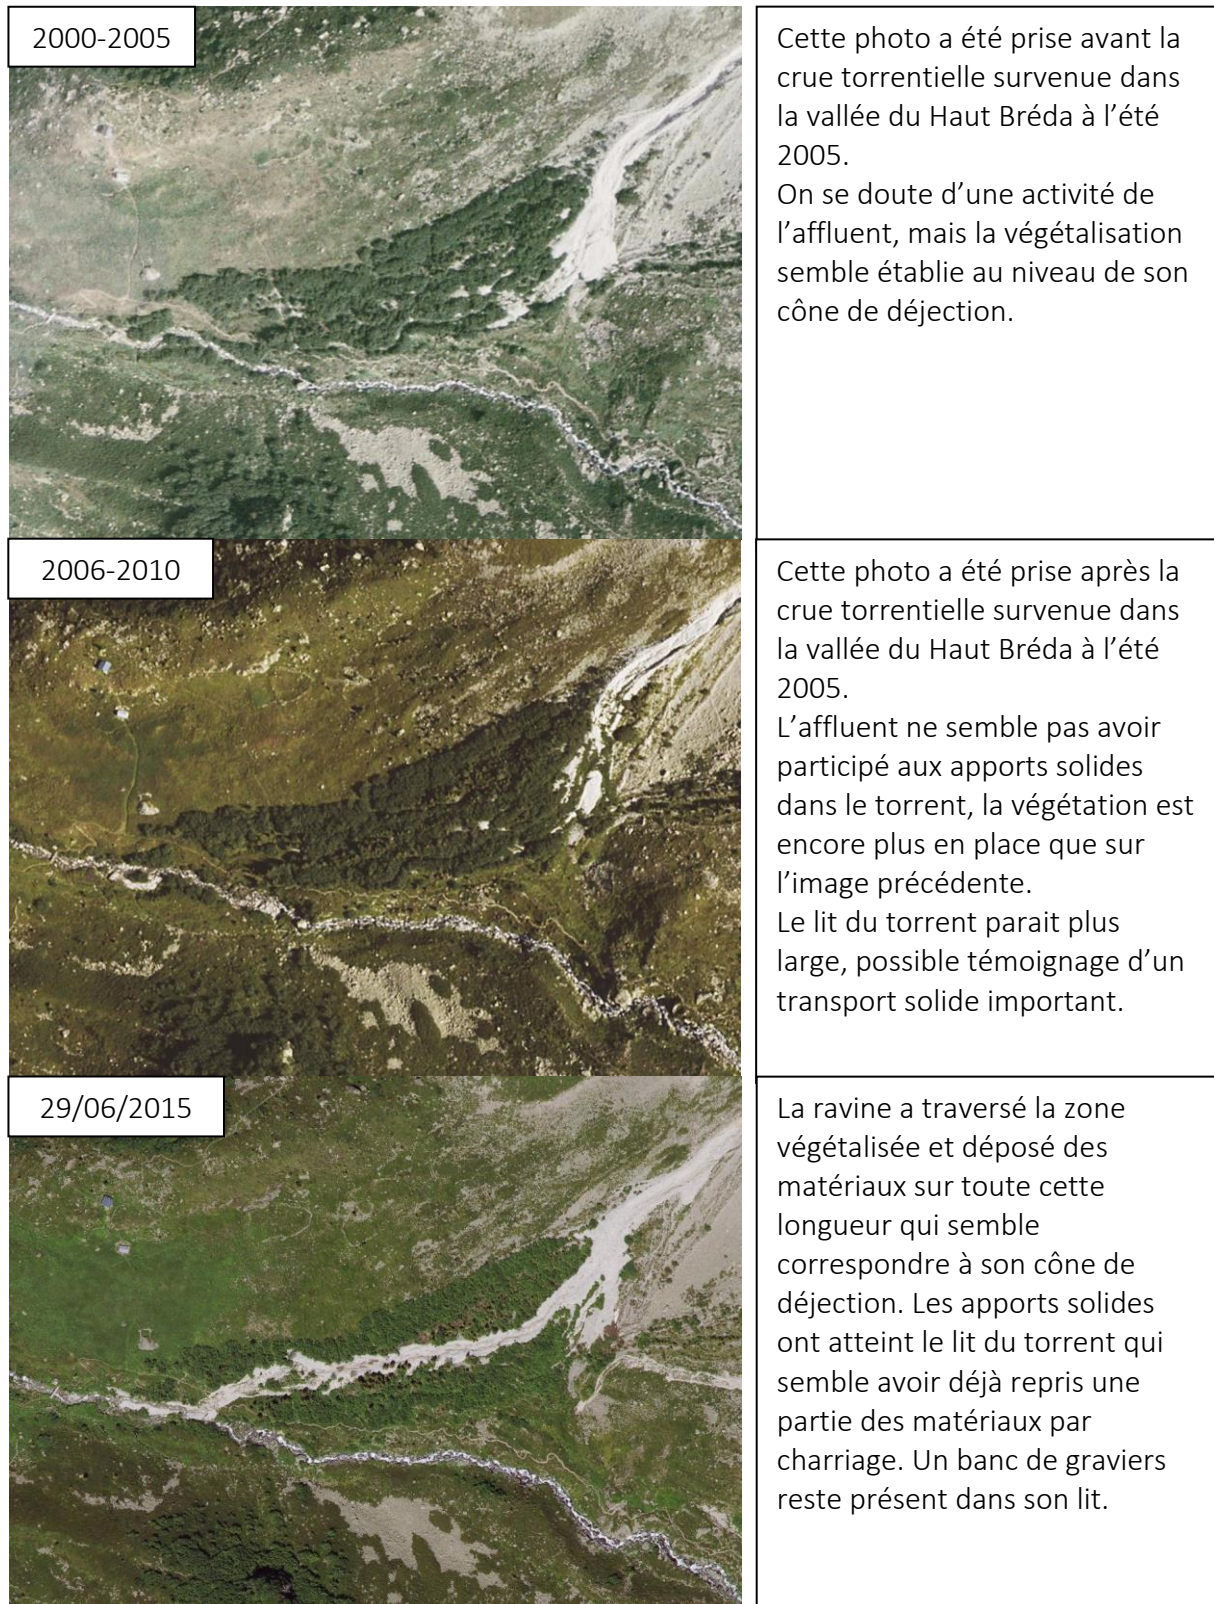 2000-2005
Cette photo a été prise avant la
crue torrentielle survenue dans
la vallée du Haut Bréda à l’été
2005.
On se doute d’une activité de
l’affluent, mais la végétalisation
semble établie au niveau de son
cône de déjection.
2006-2010
Cette photo a été prise après la
crue torrentielle survenue dans
la vallée du Haut Bréda à l’été
2005.
L’affluent ne semble pas avoir
participé aux apports solides
dans le torrent, la végétation est
encore plus en place que sur
l’image précédente.
Le lit du torrent parait plus
large, possible témoignage d’un
transport solide important.
29/06/2015
La ravine a traversé la zone
végétalisée et déposé des
matériaux sur toute cette
longueur qui semble
correspondre à son cône de
déjection. Les apports solides
ont atteint le lit du torrent qui
semble avoir déjà repris une
partie des matériaux par
charriage. Un banc de graviers
reste présent dans son lit.